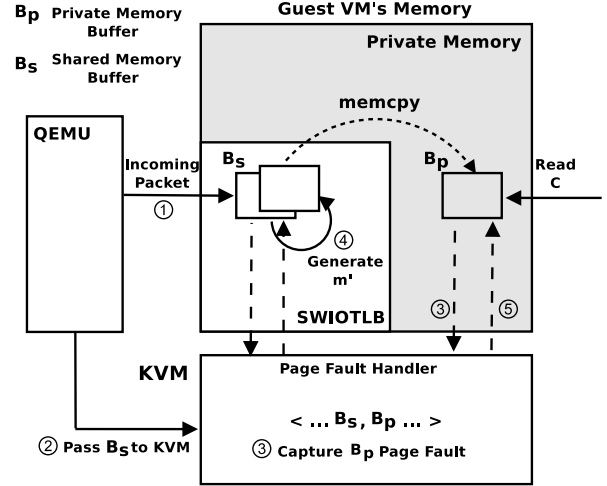 Bp Private Memory
Buffer
Bs Shared Memory
Buffer
Guest VM's Memory
Private Memory
QEMU
memcpy
Incoming
Packet
①
Bs
Bp
Read
C
④
Generate
m'
③
⑤
SWIOTLB
KVM
Page Fault Handler
< ... Bs, Bp ... >
② Pass Bs to KVM
③ Capture Bp Page Fault